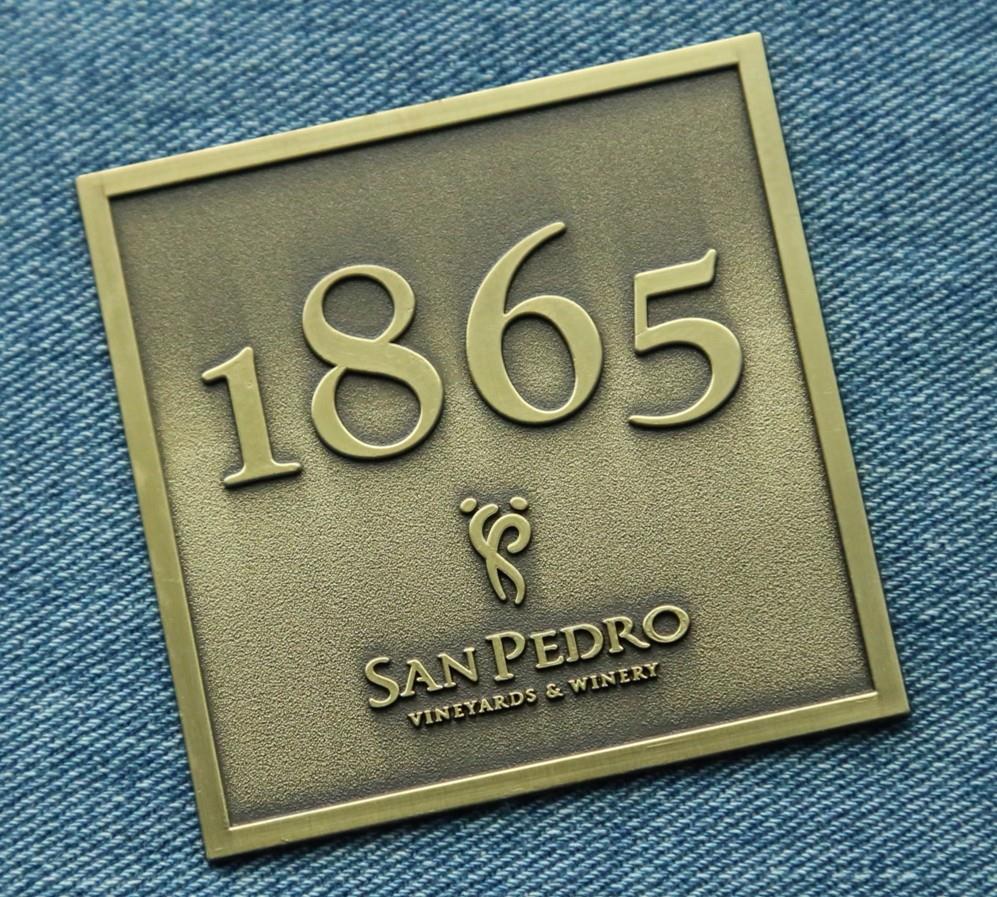 1865
SAN PEDRO
VINEYARDS & WINERY